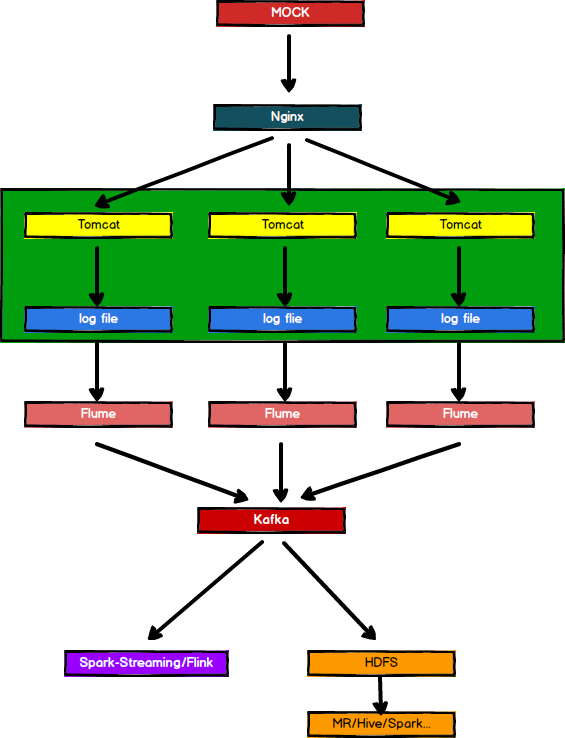 MOCK
Nginx
Tomcat
Tomcat
Tomcat
log file
log flie
log file
Flume
Flume
Flume
Kafka
Spark-Streaming/Flink
HDFS
MR/Hive/Spark...